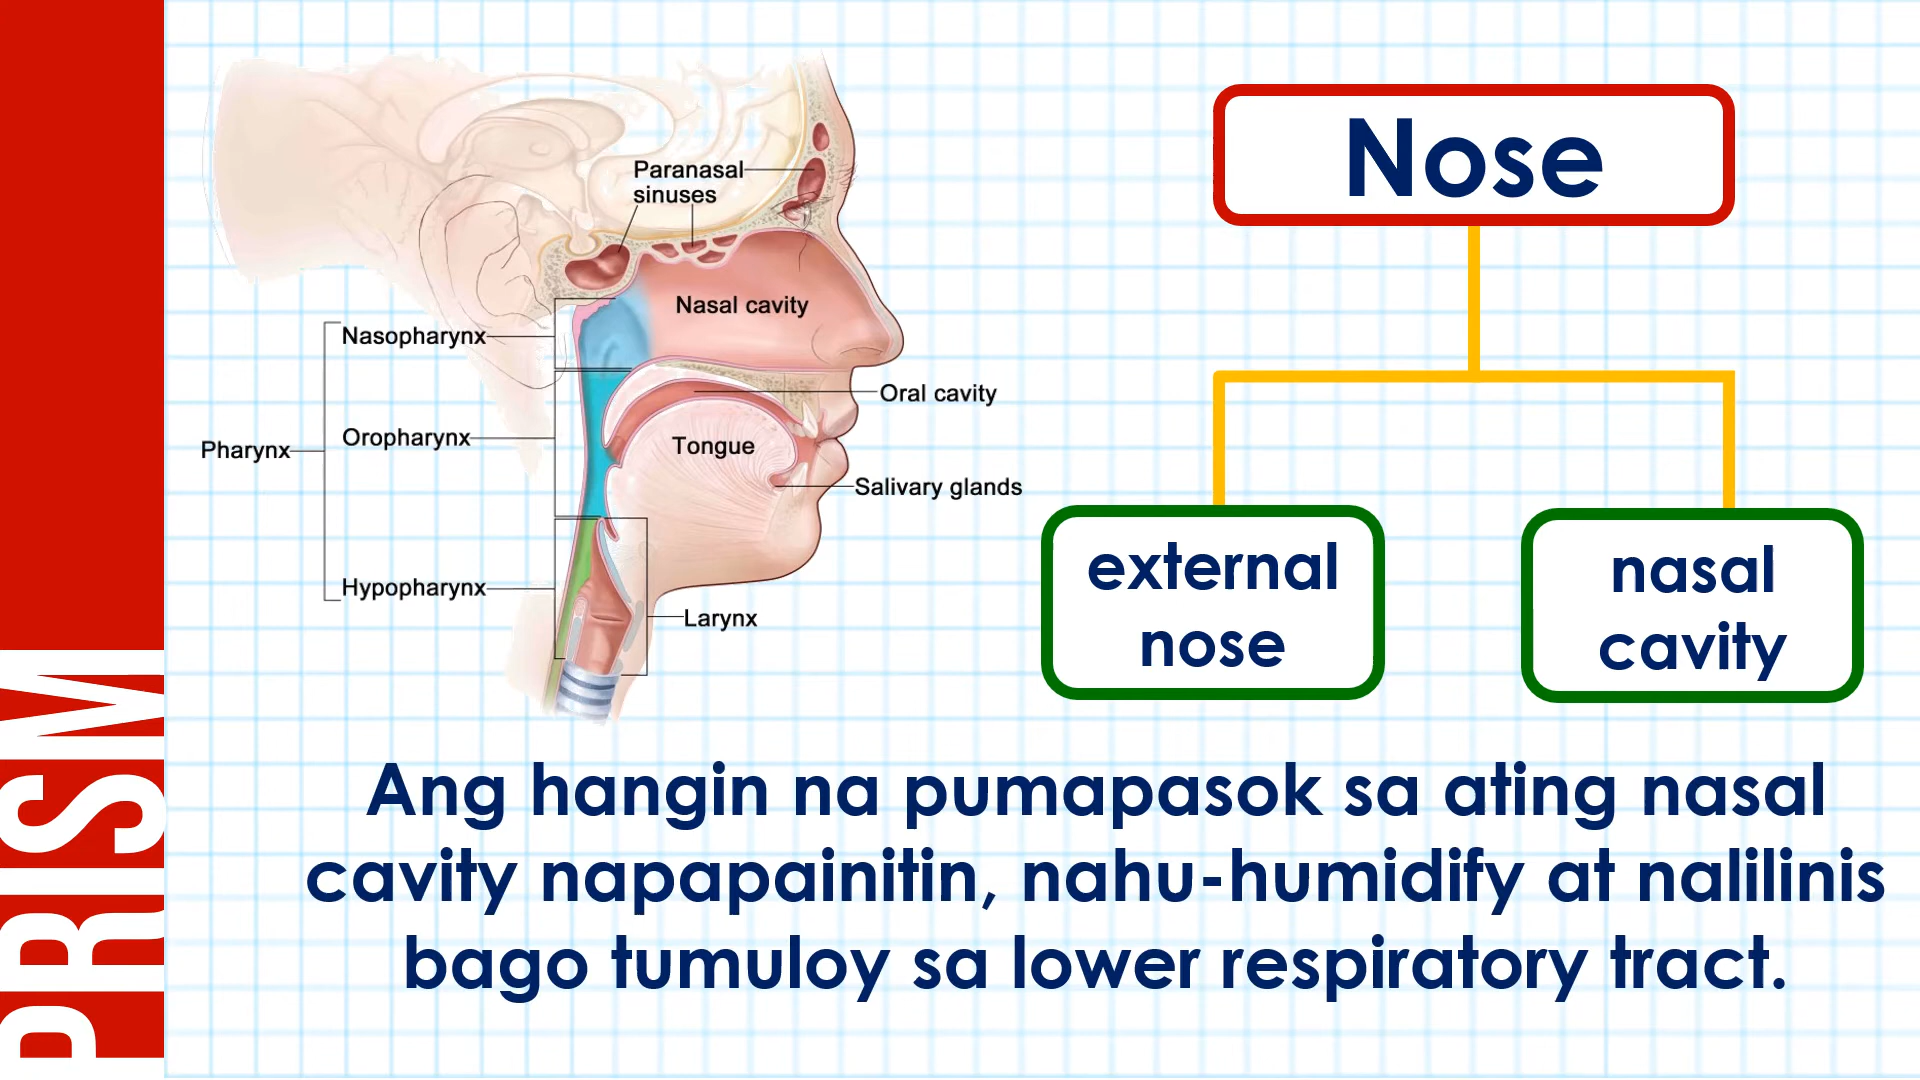 PRISM
Paranasal
sinuses
Nasal cavity
Nasopharynx
Oral cavity
Oropharynx
Pharynx
Tongue
Salivary glands
Hypopharynx
Larynx
Nose
external
nose
nasal
cavity
Ang hangin na pumapasok sa ating nasal
cavity napapainitin, nahu-humidify at nalilinis
bago tumuloy sa lower respiratory tract.